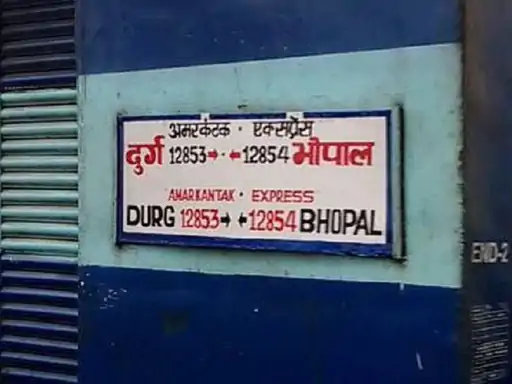 अमरकंटक · एक्सप्रेस
दुर्ग 12853→ · ←12854 भोपाल
AMARKANTAK · EXPRESS
DURG 12853→ ←12854 BHOPAL
END-2